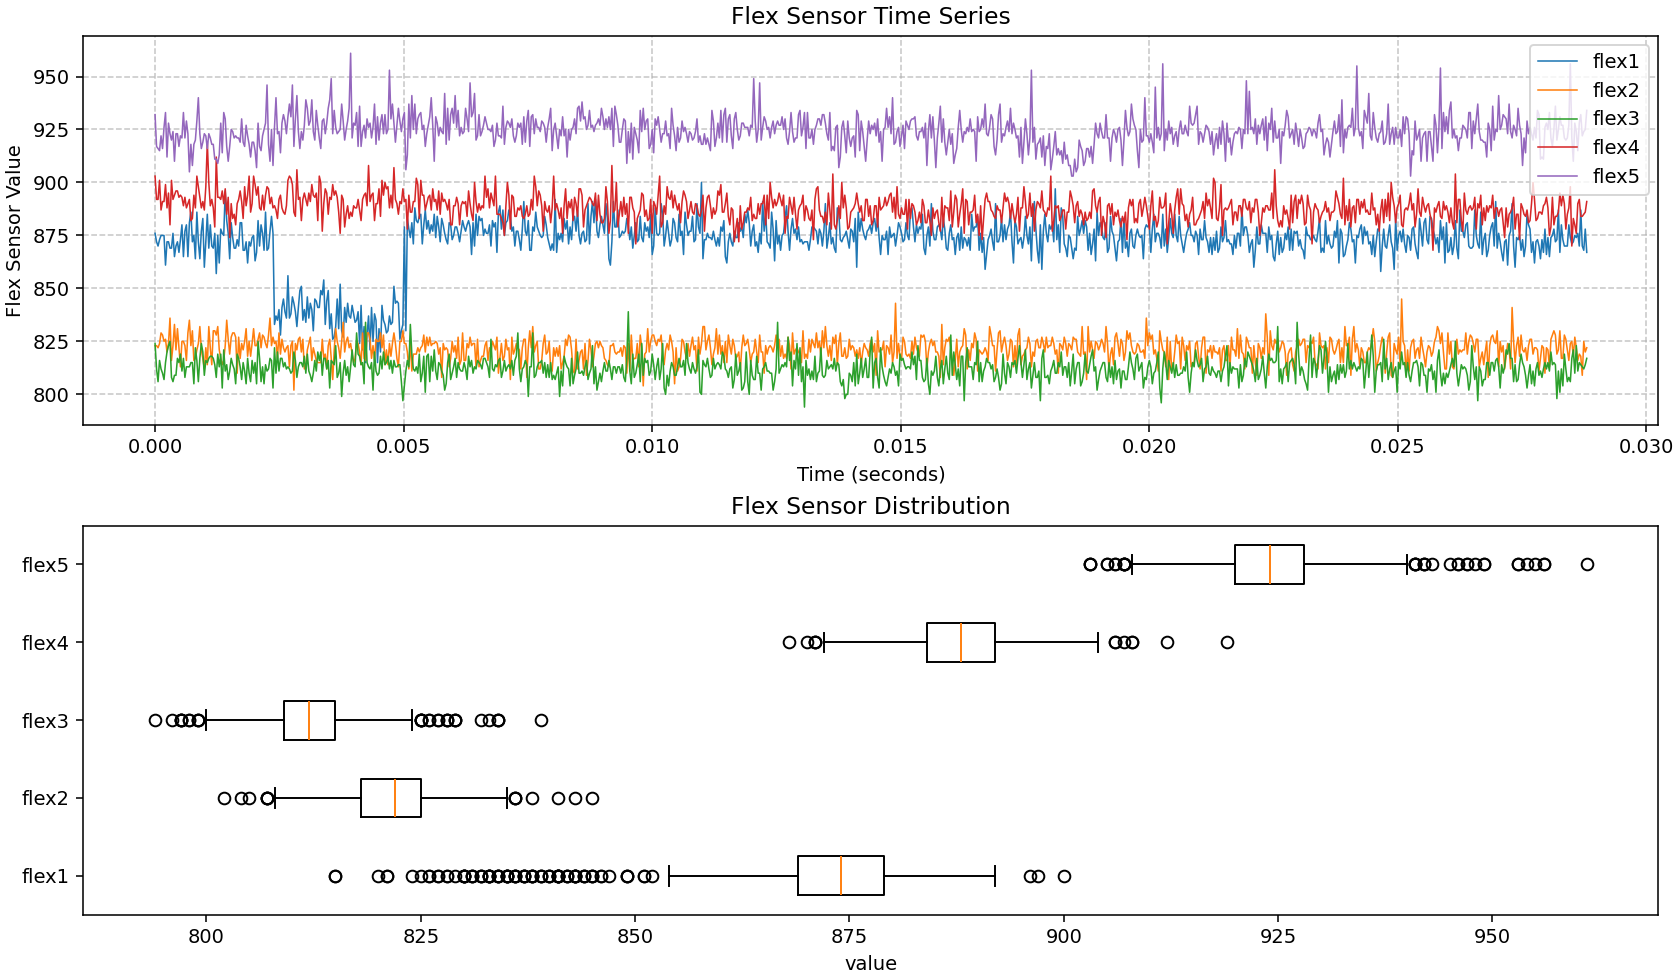 Flex Sensor Time Series
Flex Sensor Value
950
925
900
875
850
825
800
flex1
flex2
flex3
flex4
flex5
0.000
0.005
0.010
0.015
0.020
0.025
0.030
Time (seconds)
Flex Sensor Distribution
flex5
flex4
flex3
flex2
flex1
800
825
850
875
900
925
950
value